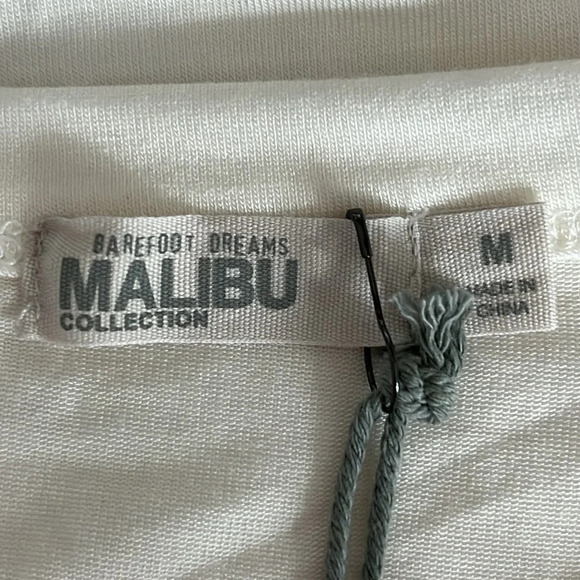 BAREFOOT DREAMS
MALIBU
COLLECTION
M
MADE IN
CHINA